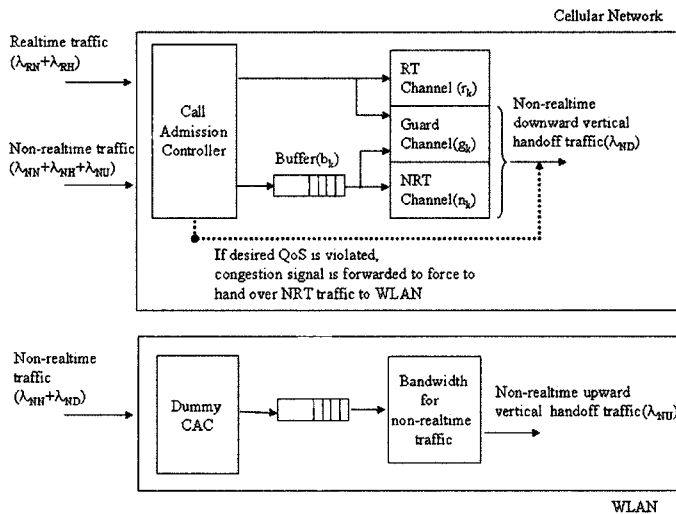 Cellular Network
Realtime traffic
(λRN+λRH)
Non-realtime traffic
(λNN+λNH+λNU)
Call
Admission
Controller
Buffer(bk)
RT
Channel (rk)
Guard
Channel(gk)
NRT
Channel(nk)
Non-realtime
downward vertical
handoff traffic(λND)
If desired QoS is violated,
congestion signal is forwarded to force to
hand over NRT traffic to WLAN
Non-realtime
traffic
(λNH+λND)
Dummy
CAC
Bandwidth
for
non-realtime
traffic
Non-realtime upward
vertical handoff traffic(λNU)
WLAN